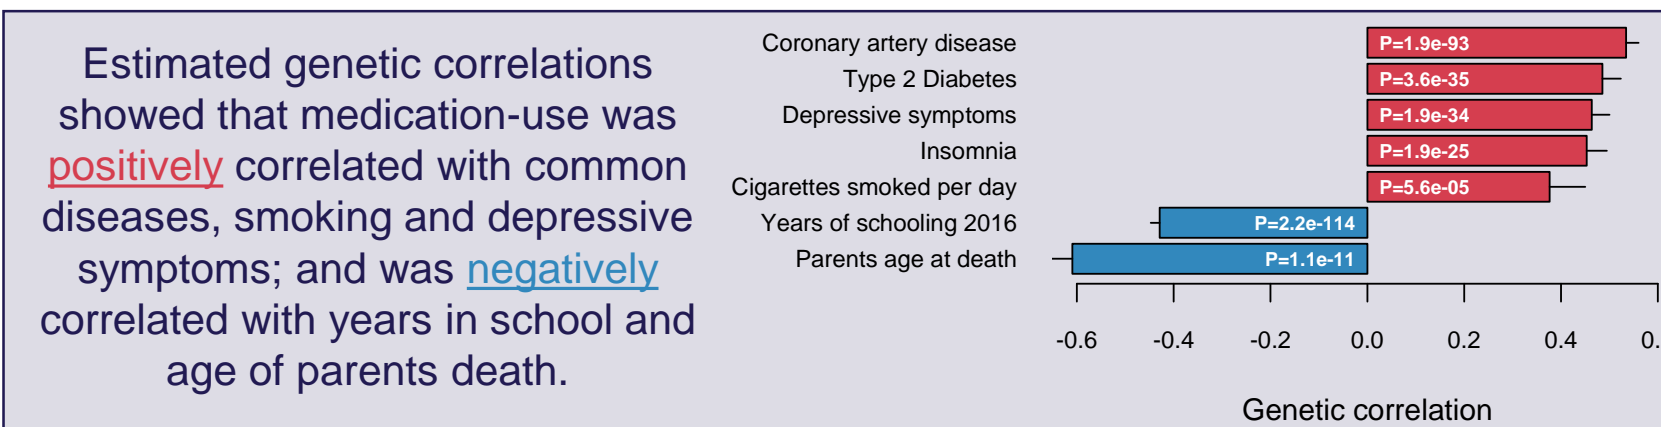 Estimated genetic correlations
showed that medication-use was
positively correlated with common
diseases, smoking and depressive
symptoms; and was negatively
correlated with years in school and
age of parents death.
Coronary artery disease P=1.9e-93
Type 2 Diabetes P=3.6e-35
Depressive symptoms P=1.9e-34
Insomnia P=1.9e-25
Cigarettes smoked per day P=5.6e-05
Years of schooling 2016 P=2.2e-114
Parents age at death P=1.1e-11
-0.6 -0.4 -0.2 0.0 0.2 0.4
Genetic correlation